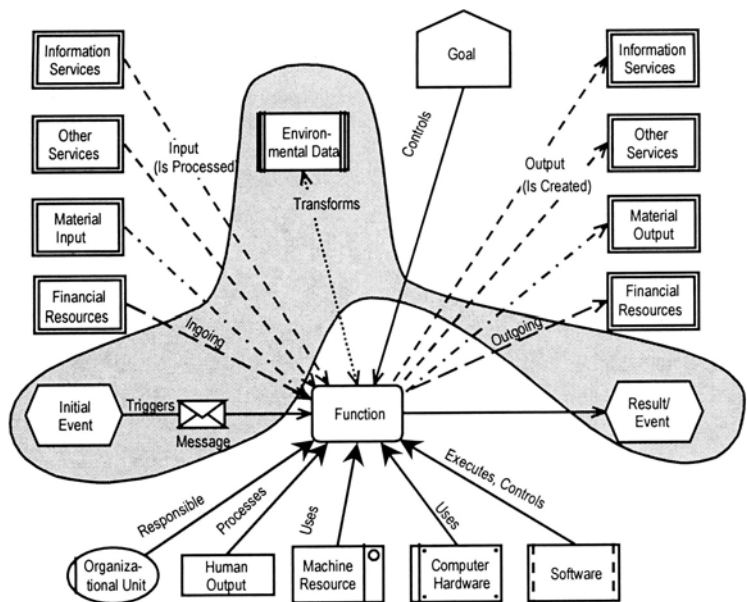 Information
Services
Other
Services
Material
Input
Financial
Resources
Input
(Is Processed)
Ingoing
Environ-
mental Data
Transforms
Goal
Controls
Output
(Is Created)
Outgoing
Information
Services
Other
Services
Material
Output
Financial
Resources
Initial
Event
Triggers
Message
Function
Result/
Event
Responsible
Processes
Uses
Uses
Executes, Controls
Organiza-
tional Unit
Human
Output
Machine
Resource
Computer
Hardware
Software